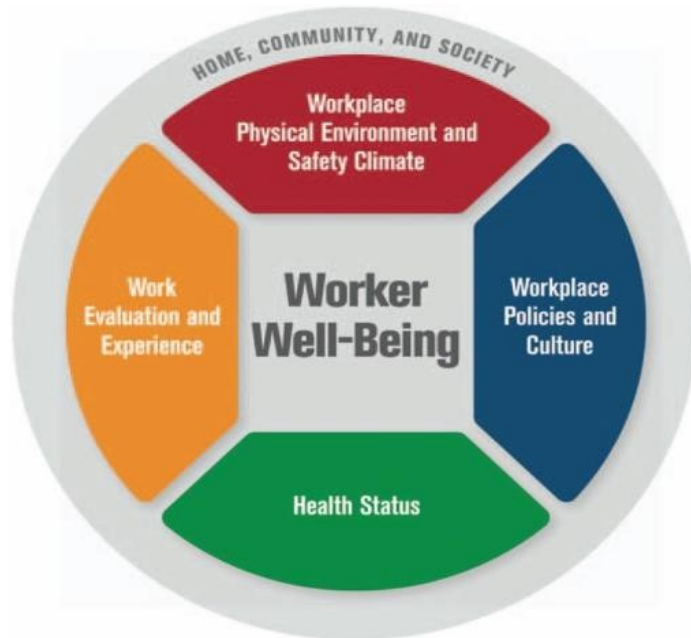 HOME, COMMUNITY, AND SOCIETY
Workplace
Physical Environment and
Safety Climate
Work
Evaluation and
Experience
Worker
Well-Being
Workplace
Policies and
Culture
Health Status